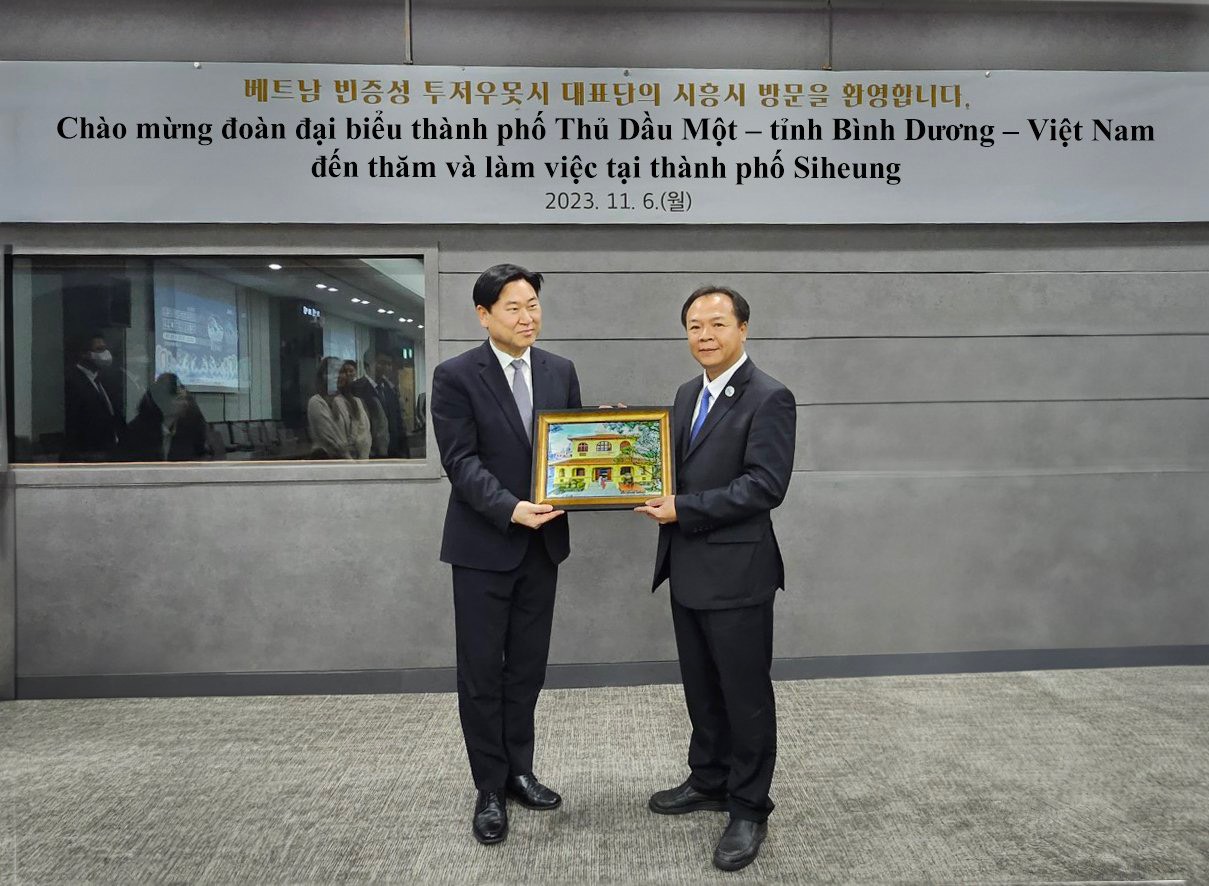 베트남 빈증성 투저우못시 대표단의 시흥시 방문을 환영합니다.
Chào mừng đoàn đại biểu thành phố Thủ Dầu Một – tỉnh Bình Dương – Việt Nam
đến thăm và làm việc tại thành phố Siheung
2023. 11. 6.(월)